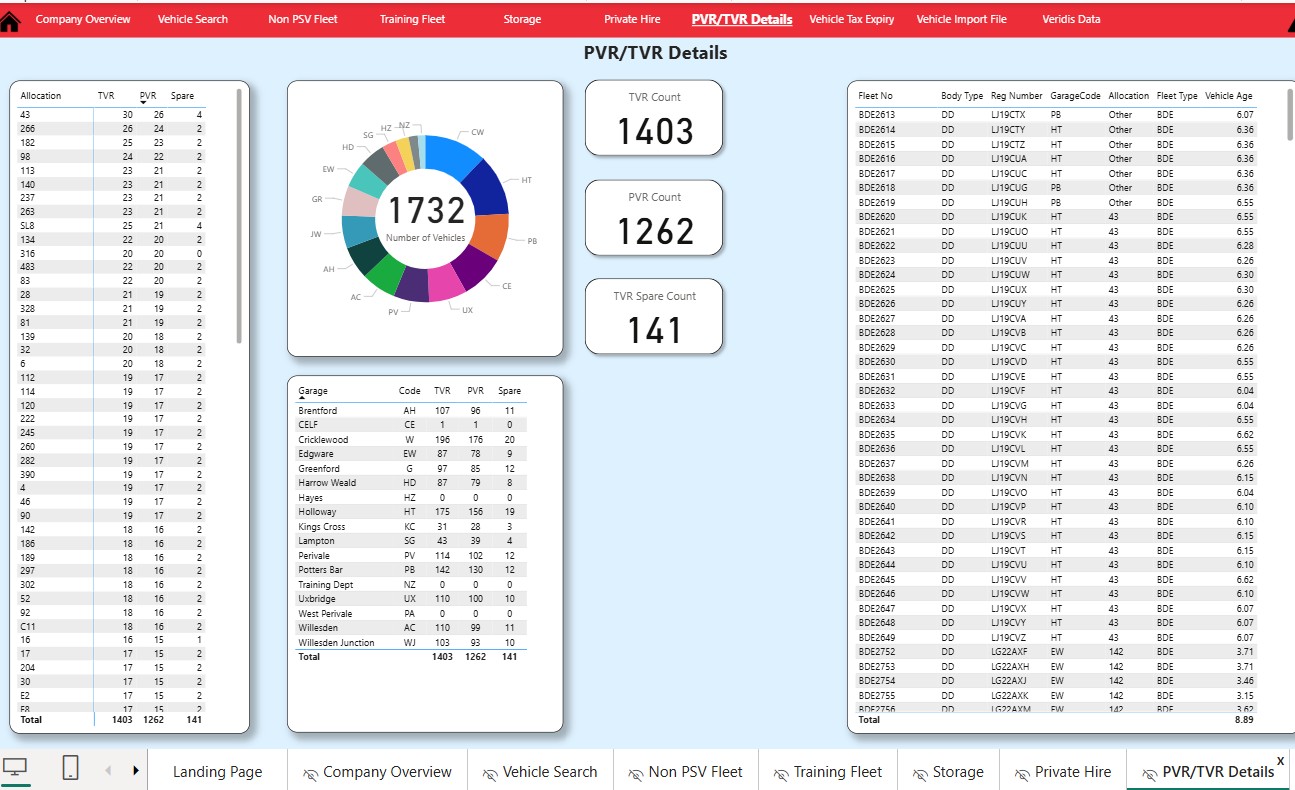 Company Overview Vehicle Search Non PSV Fleet Training Fleet Storage Private Hire PVR/TVR Details Vehicle Tax Expiry Vehicle Import File Veridis Data
PVR/TVR Details
Allocation TVR PVR Spare
43 30 26 4
266 26 24 2
182 25 23 2
98 24 22 2
113 23 21 2
140 23 21 2
237 23 21 2
263 23 21 2
SL8 25 21 4
134 22 20 2
316 20 20 0
483 22 20 2
83 22 20 2
28 21 19 2
328 21 19 2
81 21 19 2
139 20 18 2
32 20 18 2
6 20 18 2
112 19 17 2
114 19 17 2
120 19 17 2
222 19 17 2
245 19 17 2
260 19 17 2
282 19 17 2
390 19 17 2
4 19 17 2
46 19 17 2
90 19 17 2
142 18 16 2
186 18 16 2
189 18 16 2
297 18 16 2
302 18 16 2
52 18 16 2
92 18 16 2
C11 18 16 2
16 16 15 1
17 17 15 2
204 17 15 2
30 17 15 2
E2 17 15 2
E8 17 15 2
Total 1403 1262 141
CW
HT
PB
CE
UX
PV
AC
AH
JW
GR
EW
HD
SG
HZ
NZ
1732
Number of Vehicles
Garage Code TVR PVR Spare
Brentford AH 107 96 11
CELF CE 1 1 0
Cricklewood W 196 176 20
Edgware EW 87 78 9
Greenford G 97 85 12
Harrow Weald HD 87 79 8
Hayes HZ 0 0 0
Holloway HT 175 156 19
Kings Cross KC 31 28 3
Lampton SG 43 39 4
Perivale PV 114 102 12
Potters Bar PB 142 130 12
Training Dept NZ 0 0 0
Uxbridge UX 110 100 10
West Perivale PA 0 0 0
Willesden AC 110 99 11
Willesden Junction WJ 103 93 10
Total 1403 1262 141
TVR Count
1403
PVR Count
1262
TVR Spare Count
141
Fleet No Body Type Reg Number GarageCode Allocation Fleet Type Vehicle Age
BDE2613 DD LJ19CTX PB Other BDE 6.07
BDE2614 DD LJ19CTY HT Other BDE 6.36
BDE2615 DD LJ19CTZ HT Other BDE 6.36
BDE2616 DD LJ19CUA HT Other BDE 6.36
BDE2617 DD LJ19CUC HT Other BDE 6.36
BDE2618 DD LJ19CUG PB Other BDE 6.36
BDE2619 DD LJ19CUH PB Other BDE 6.55
BDE2620 DD LJ19CUK HT 43 BDE 6.55
BDE2621 DD LJ19CUO HT 43 BDE 6.55
BDE2622 DD LJ19CUU HT 43 BDE 6.28
BDE2623 DD LJ19CUV HT 43 BDE 6.26
BDE2624 DD LJ19CUW HT 43 BDE 6.30
BDE2625 DD LJ19CUX HT 43 BDE 6.30
BDE2626 DD LJ19CUY HT 43 BDE 6.26
BDE2627 DD LJ19CVA HT 43 BDE 6.26
BDE2628 DD LJ19CVB HT 43 BDE 6.26
BDE2629 DD LJ19CVC HT 43 BDE 6.26
BDE2630 DD LJ19CVD HT 43 BDE 6.55
BDE2631 DD LJ19CVE HT 43 BDE 6.55
BDE2632 DD LJ19CVF HT 43 BDE 6.04
BDE2633 DD LJ19CVG HT 43 BDE 6.04
BDE2634 DD LJ19CVH HT 43 BDE 6.55
BDE2635 DD LJ19CVK HT 43 BDE 6.62
BDE2636 DD LJ19CVL HT 43 BDE 6.55
BDE2637 DD LJ19CVM HT 43 BDE 6.26
BDE2638 DD LJ19CVN HT 43 BDE 6.15
BDE2639 DD LJ19CVO HT 43 BDE 6.04
BDE2640 DD LJ19CVP HT 43 BDE 6.10
BDE2641 DD LJ19CVR HT 43 BDE 6.10
BDE2642 DD LJ19CVS HT 43 BDE 6.15
BDE2643 DD LJ19CVT HT 43 BDE 6.15
BDE2644 DD LJ19CVU HT 43 BDE 6.10
BDE2645 DD LJ19CVV HT 43 BDE 6.62
BDE2646 DD LJ19CVW HT 43 BDE 6.10
BDE2647 DD LJ19CVX HT 43 BDE 6.07
BDE2648 DD LJ19CVY HT 43 BDE 6.07
BDE2649 DD LJ19CVZ HT 43 BDE 6.07
BDE2752 DD LG22AXF EW 142 BDE 3.71
BDE2753 DD LG22AXH EW 142 BDE 3.71
BDE2754 DD LG22AXJ EW 142 BDE 3.46
BDE2755 DD LG22AXK EW 142 BDE 3.15
BDE2756 DD LG22AXM EW 142 BDE 3.62
Total 8.89
Landing Page Company Overview Vehicle Search Non PSV Fleet Training Fleet Storage Private Hire PVR/TVR Details X